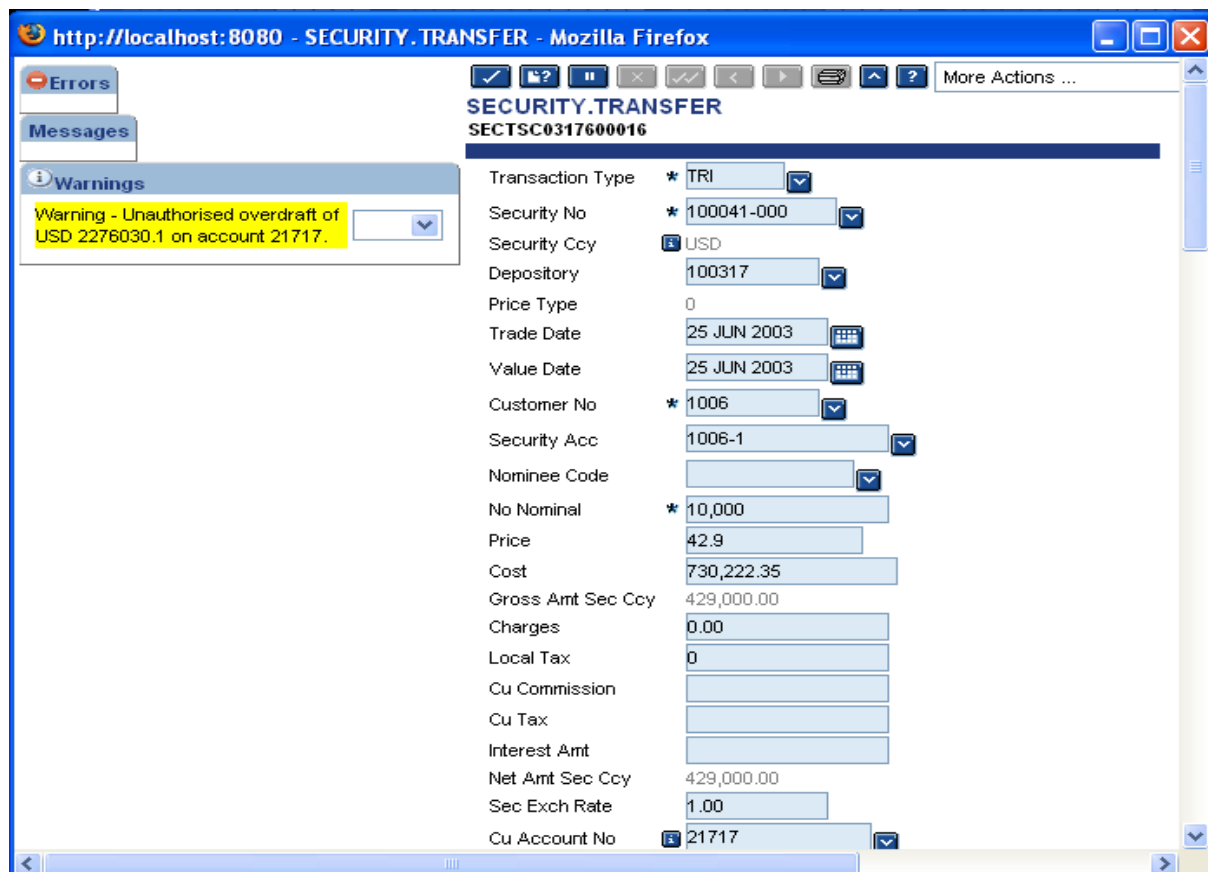 http://localhost:8080 - SECURITY.TRANSFER - Mozilla Firefox
Errors
Messages
Warnings
Warning - Unauthorised overdraft of
USD 2276030.1 on account 21717.
More Actions ...
SECURITY.TRANSFER
SECTSC0317600016
Transaction Type * TRI
Security No * 100041-000
Security Ccy USD
Depository 100317
Price Type 0
Trade Date 25 JUN 2003
Value Date 25 JUN 2003
Customer No * 1006
Security Acc 1006-1
Nominee Code
No Nominal * 10,000
Price 42.9
Cost 730,222.35
Gross Amt Sec Ccy 429,000.00
Charges 0.00
Local Tax 0
Cu Commission
Cu Tax
Interest Amt
Net Amt Sec Ccy 429,000.00
Sec Exch Rate 1.00
Cu Account No 21717